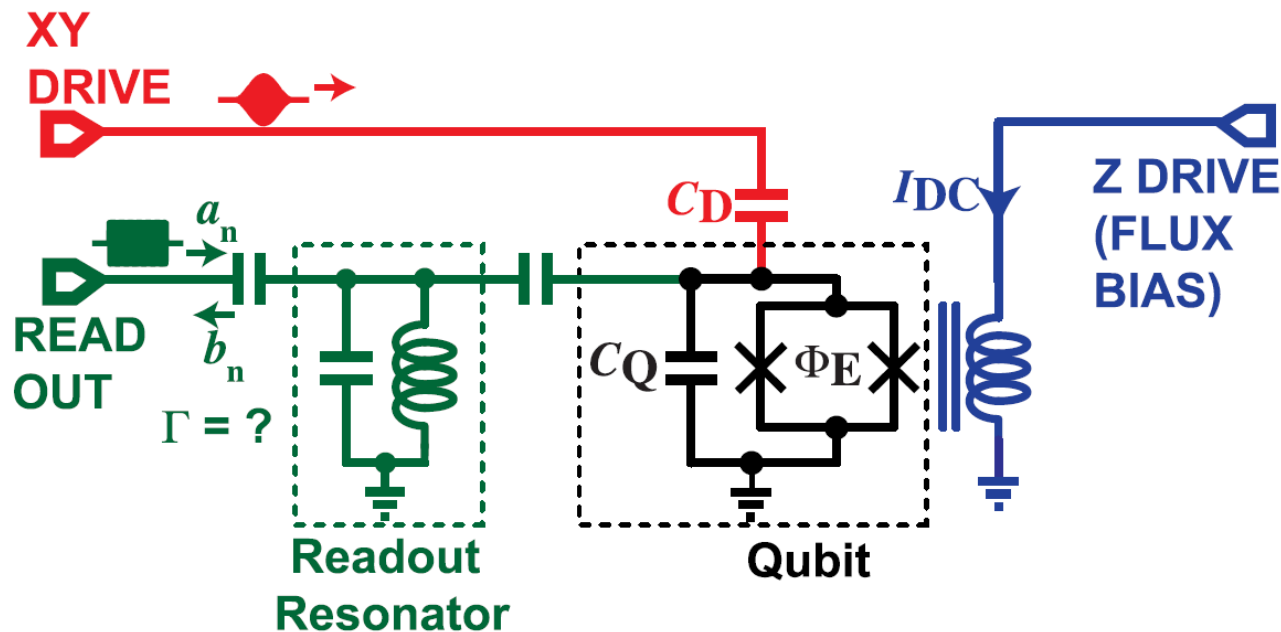 XY
DRIVE
C_D
I_DC
Z DRIVE
(FLUX
BIAS)
a_n
b_n
READ
OUT
Γ = ?
C_Q
Φ_E
Readout
Resonator
Qubit